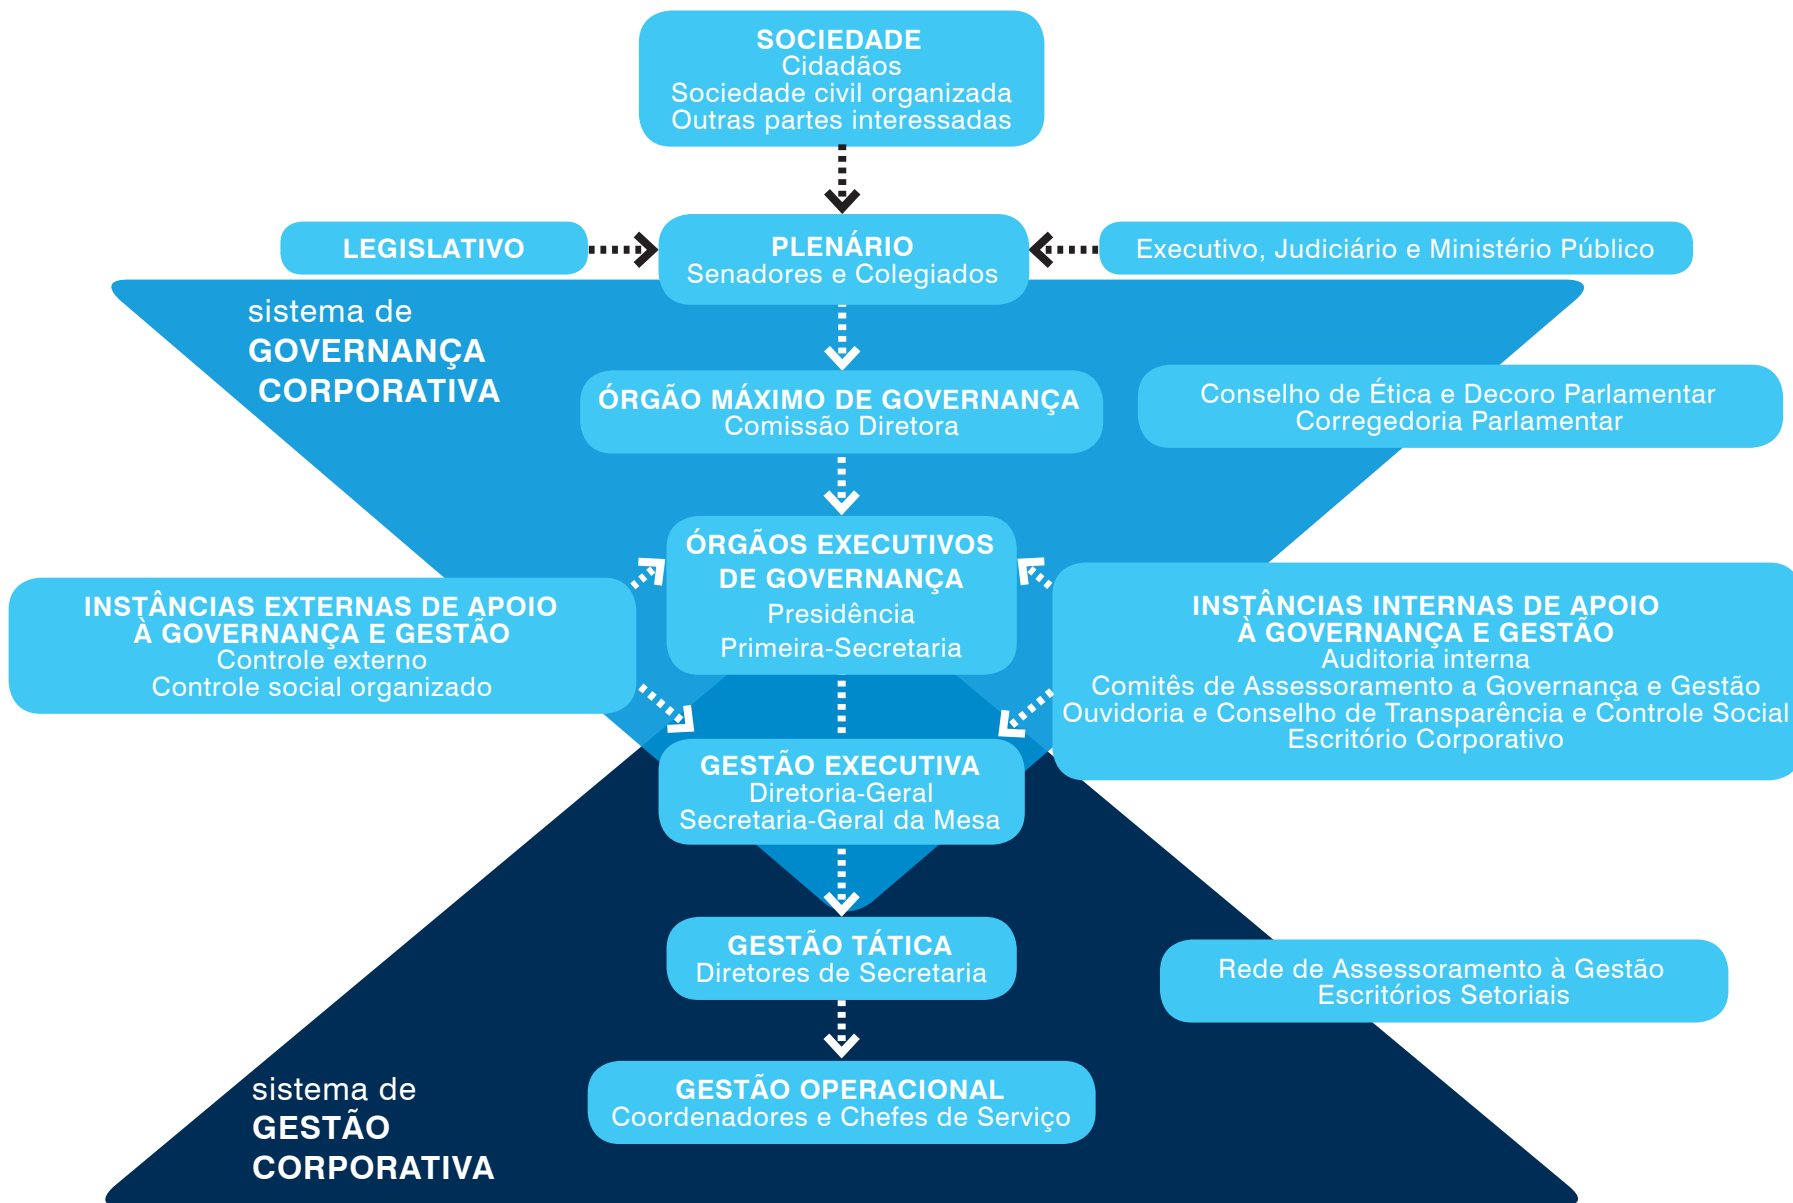 SOCIEDADE
Cidadãos
Sociedade civil organizada
Outras partes interessadas
LEGISLATIVO
PLENÁRIO
Senadores e Colegiados
Executivo, Judiciário e Ministério Público
sistema de
GOVERNANÇA
CORPORATIVA
ÓRGÃO MÁXIMO DE GOVERNANÇA
Comissão Diretora
Conselho de Ética e Decoro Parlamentar
Corregedoria Parlamentar
ÓRGÃOS EXECUTIVOS
DE GOVERNANÇA
Presidência
Primeira-Secretaria
INSTÂNCIAS EXTERNAS DE APOIO
À GOVERNANÇA E GESTÃO
Controle externo
Controle social organizado
INSTÂNCIAS INTERNAS DE APOIO
À GOVERNANÇA E GESTÃO
Auditoria interna
Comitês de Assessoramento a Governança e Gestão
Ouvidoria e Conselho de Transparência e Controle Social
Escritório Corporativo
GESTÃO EXECUTIVA
Diretoria-Geral
Secretaria-Geral da Mesa
GESTÃO TÁTICA
Diretores de Secretaria
Rede de Assessoramento à Gestão
Escritórios Setoriais
GESTÃO OPERACIONAL
Coordenadores e Chefes de Serviço
sistema de
GESTÃO
CORPORATIVA